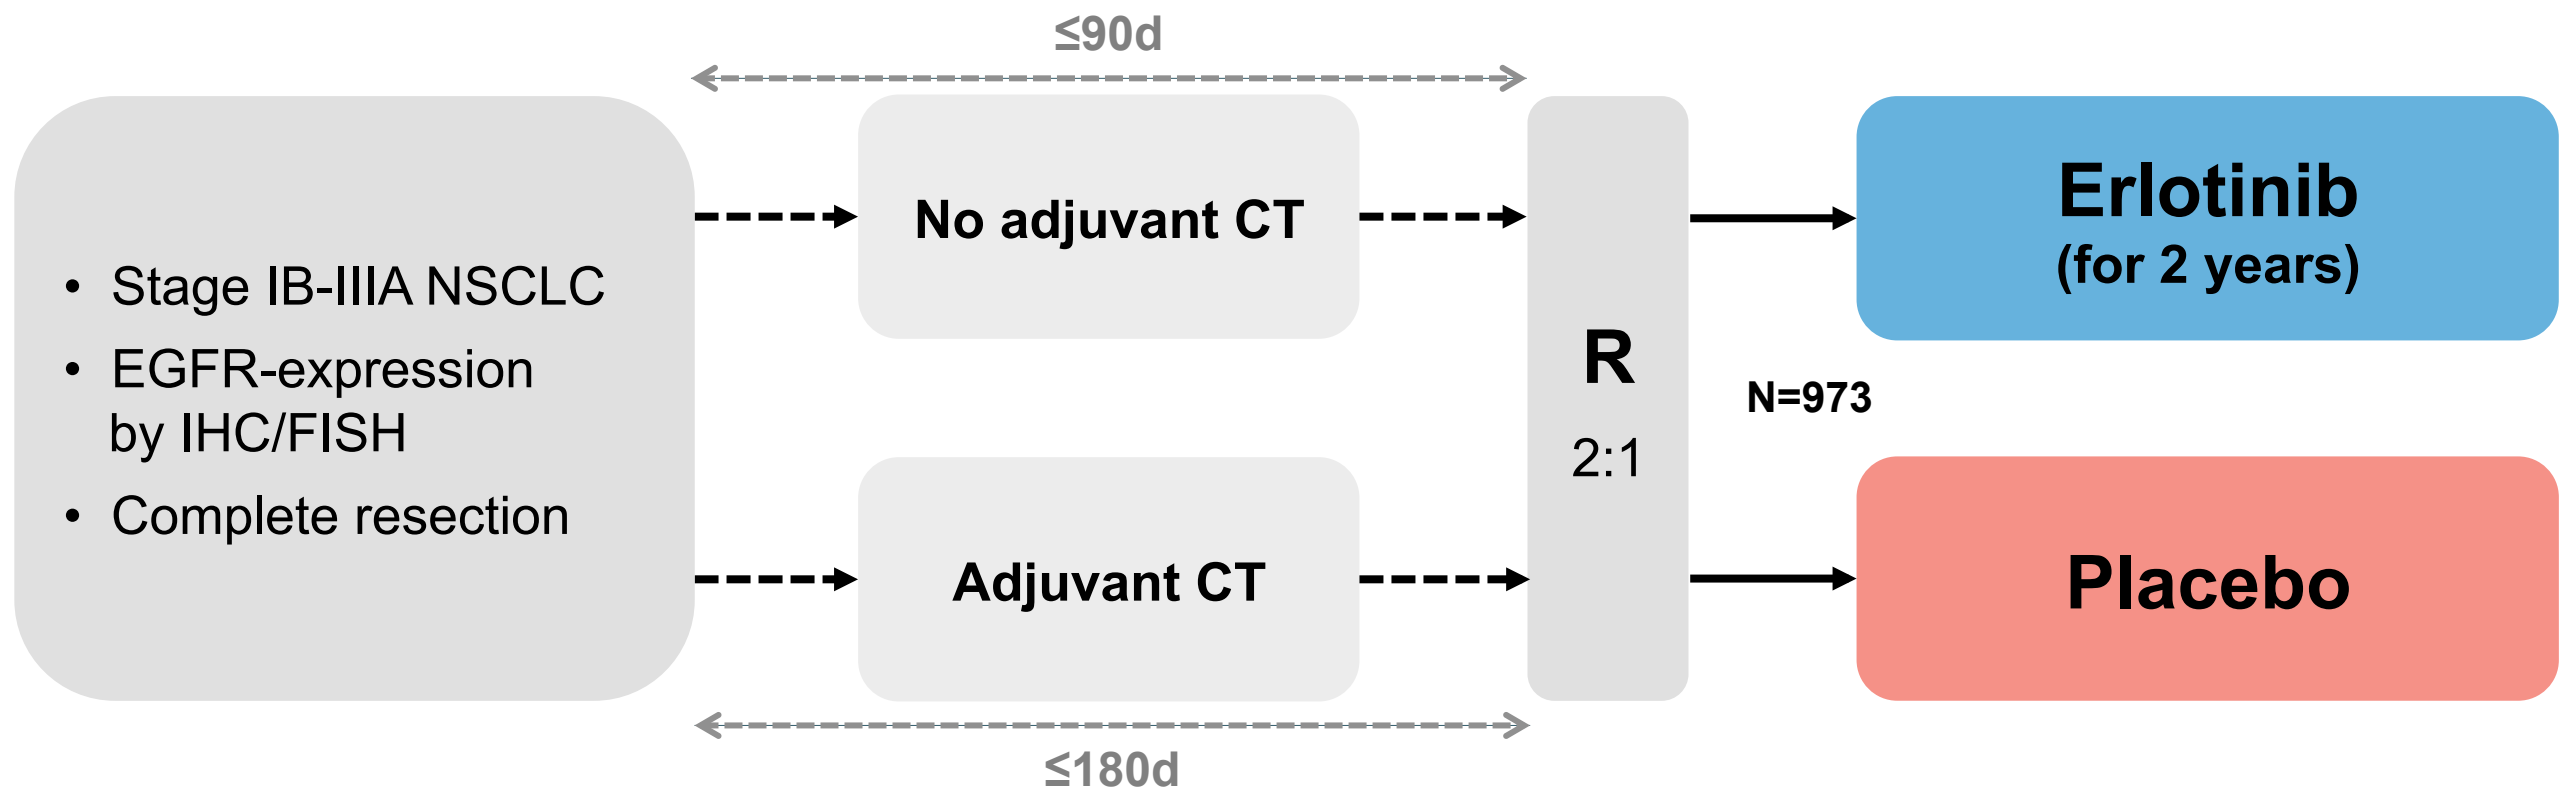 ≤90d
• Stage IB-IIIA NSCLC
• EGFR-expression
by IHC/FISH
• Complete resection
No adjuvant CT
Adjuvant CT
≤180d
R
2:1
N=973
Erlotinib
(for 2 years)
Placebo